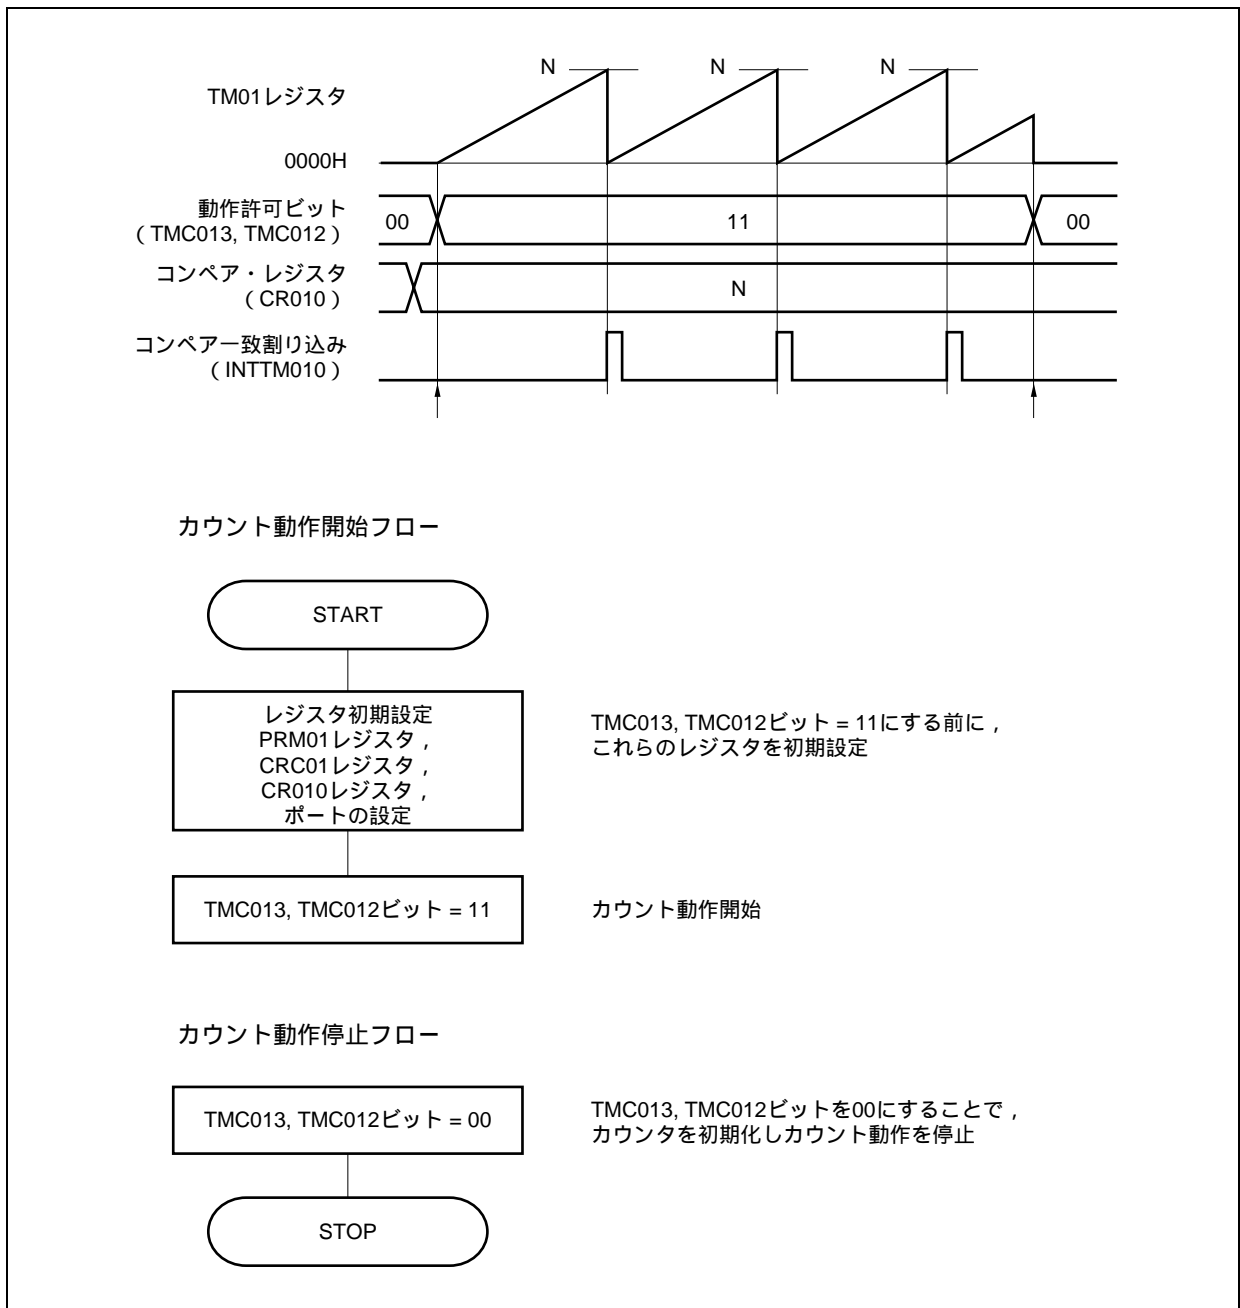 N
N
N
TM01レジスタ
0000H
動作許可ビット
（TMC013, TMC012）
00
11
00
コンペア・レジスタ
（CR010）
N
コンペア一致割り込み
（INTTM010）
カウント動作開始フロー
START
レジスタ初期設定
PRM01レジスタ，
CRC01レジスタ，
CR010レジスタ，
ポートの設定
TMC013, TMC012ビット = 11にする前に，
これらのレジスタを初期設定
TMC013, TMC012ビット = 11
カウント動作開始
カウント動作停止フロー
TMC013, TMC012ビット = 00
TMC013, TMC012ビットを00にすることで，
カウンタを初期化しカウント動作を停止
STOP